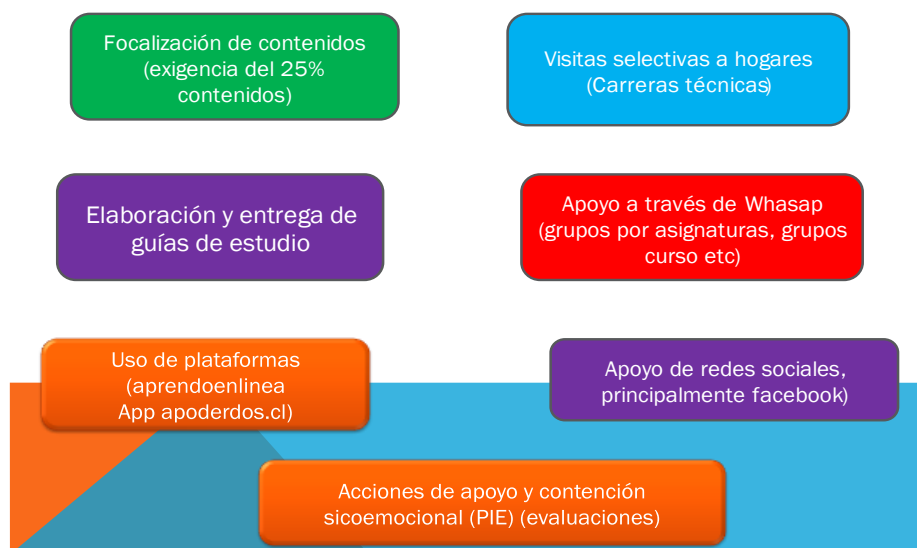 Focalización de contenidos
(exigencia del 25%
contenidos)
Visitas selectivas a hogares
(Carreras técnicas)
Elaboración y entrega de
guías de estudio
Apoyo a través de Whasap
(grupos por asignaturas, grupos
curso etc)
Uso de plataformas
(aprendoenlinea
App apoderdos.cl)
Apoyo de redes sociales,
principalmente facebook)
Acciones de apoyo y contención
sicoemocional (PIE) (evaluaciones)